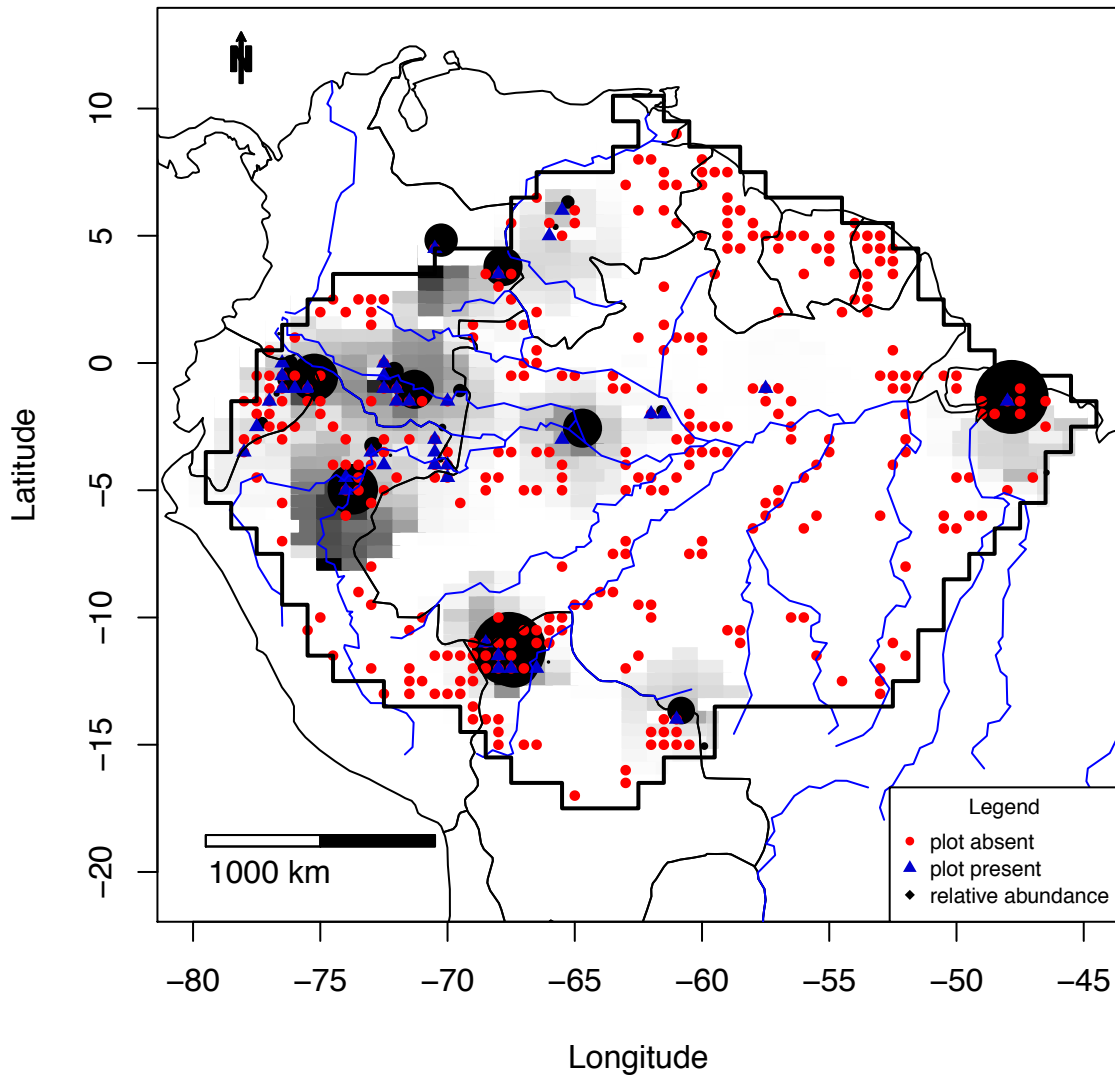 N
10
5
0
−5
−10
−15
−20
Latitude
1000 km
Legend
plot absent
plot present
relative abundance
−80 −75 −70 −65 −60 −55 −50 −45
Longitude